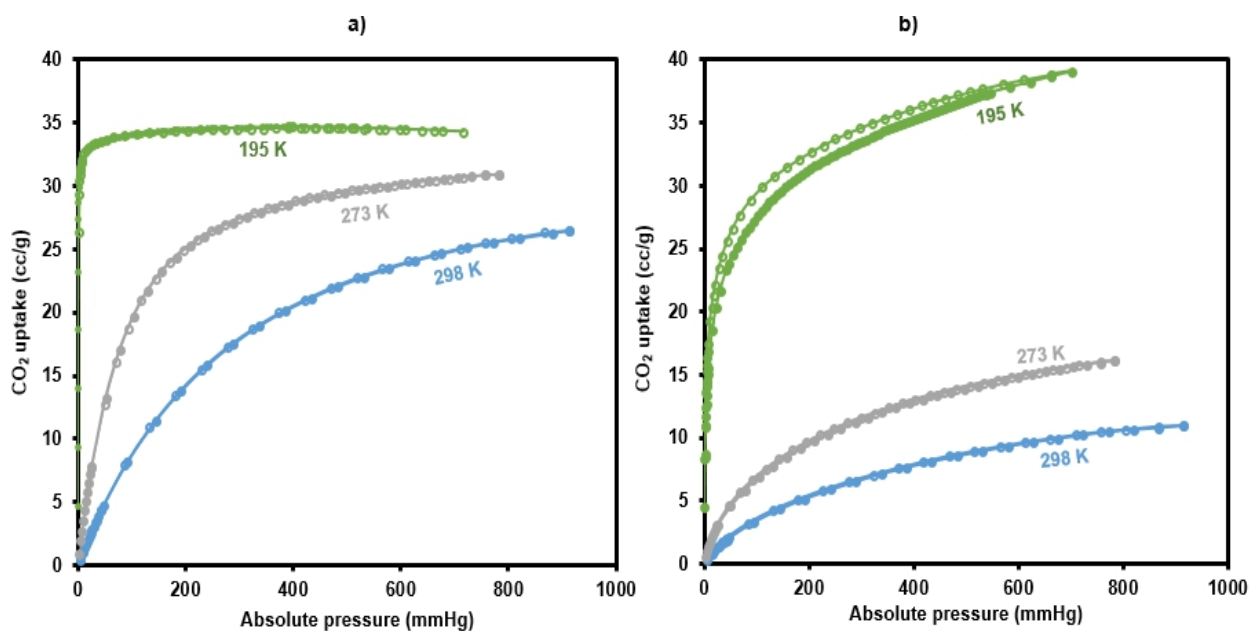 a)
40
35
30
25
20
15
10
5
0
CO₂ uptake (cc/g)
195 K
273 K
298 K
0 200 400 600 800 1000
Absolute pressure (mmHg)
b)
40
35
30
25
20
15
10
5
0
CO₂ uptake (cc/g)
195 K
273 K
298 K
0 200 400 600 800 1000
Absolute pressure (mmHg)